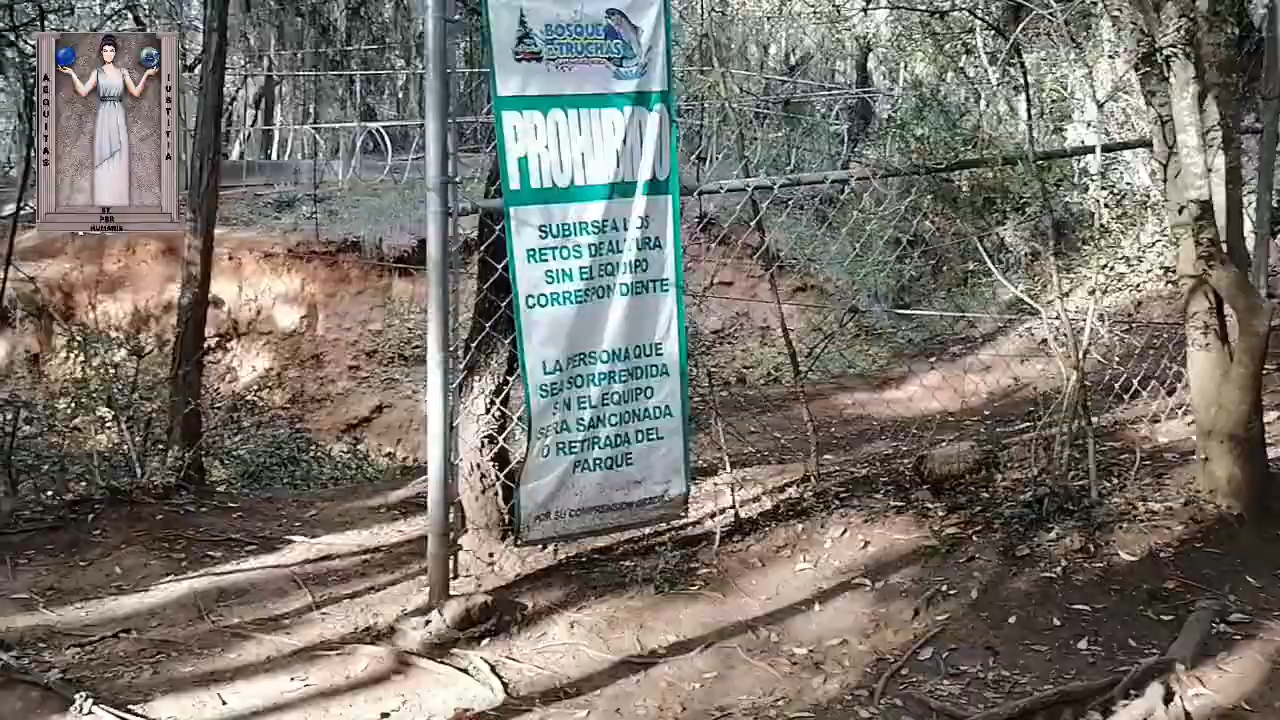 AEQUITAS
IUSTITIA
BY
PBR
HUMANIS
BOSQUE
TRUCHAS
PROHIBIDO
SUBIRSE A LOS
RETOS DE ALTURA
SIN EL EQUIPO
CORRESPONDIENTE
LA PERSONA QUE
SEA SORPRENDIDA
SIN EL EQUIPO
SERA SANCIONADA
O RETIRADA DEL
PARQUE
POR SU COMPRENSION